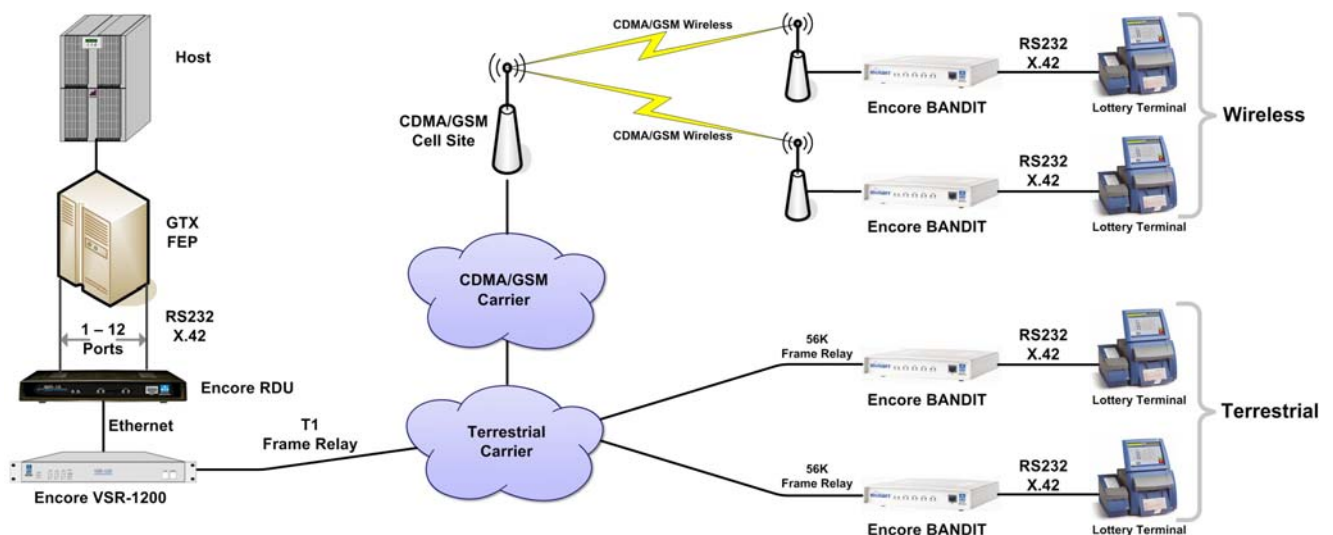 Host
GTX
FEP
1 – 12
Ports
RS232
X.42
Encore RDU
Ethernet
Encore VSR-1200
T1
Frame Relay
CDMA/GSM
Cell Site
CDMA/GSM
Carrier
Terrestrial
Carrier
CDMA/GSM Wireless
CDMA/GSM Wireless
Encore BANDIT
RS232
X.42
Lottery Terminal
Encore BANDIT
RS232
X.42
Lottery Terminal
Wireless
56K
Frame Relay
Encore BANDIT
RS232
X.42
Lottery Terminal
56K
Frame Relay
Encore BANDIT
RS232
X.42
Lottery Terminal
Terrestrial